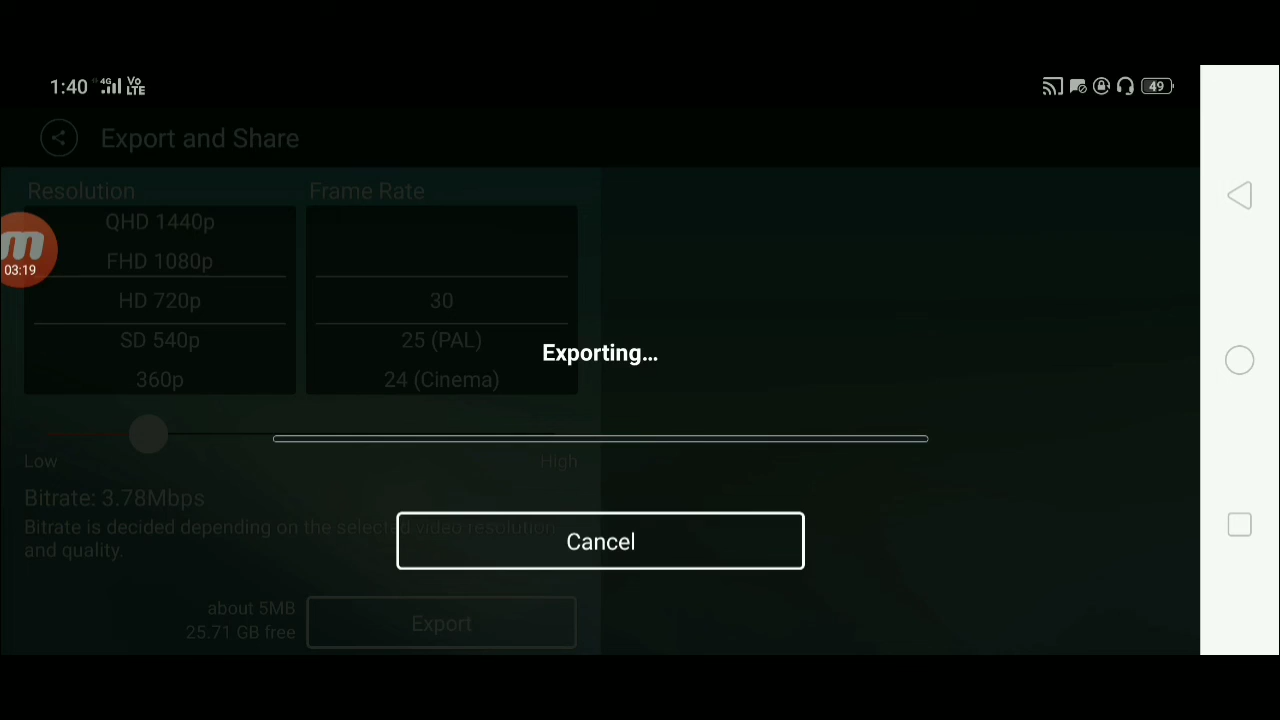 1:40 4G Vo LTE 49
Export and Share
Resolution Frame Rate
QHD 1440p
FHD 1080p
m
03:19
HD 720p 30
SD 540p 25 (PAL)
360p 24 (Cinema)
Exporting...
Low High
Bitrate: 3.78Mbps
Bitrate is decided depending on the selected video resolution
and quality.
Cancel
about 5MB
25.71 GB free
Export